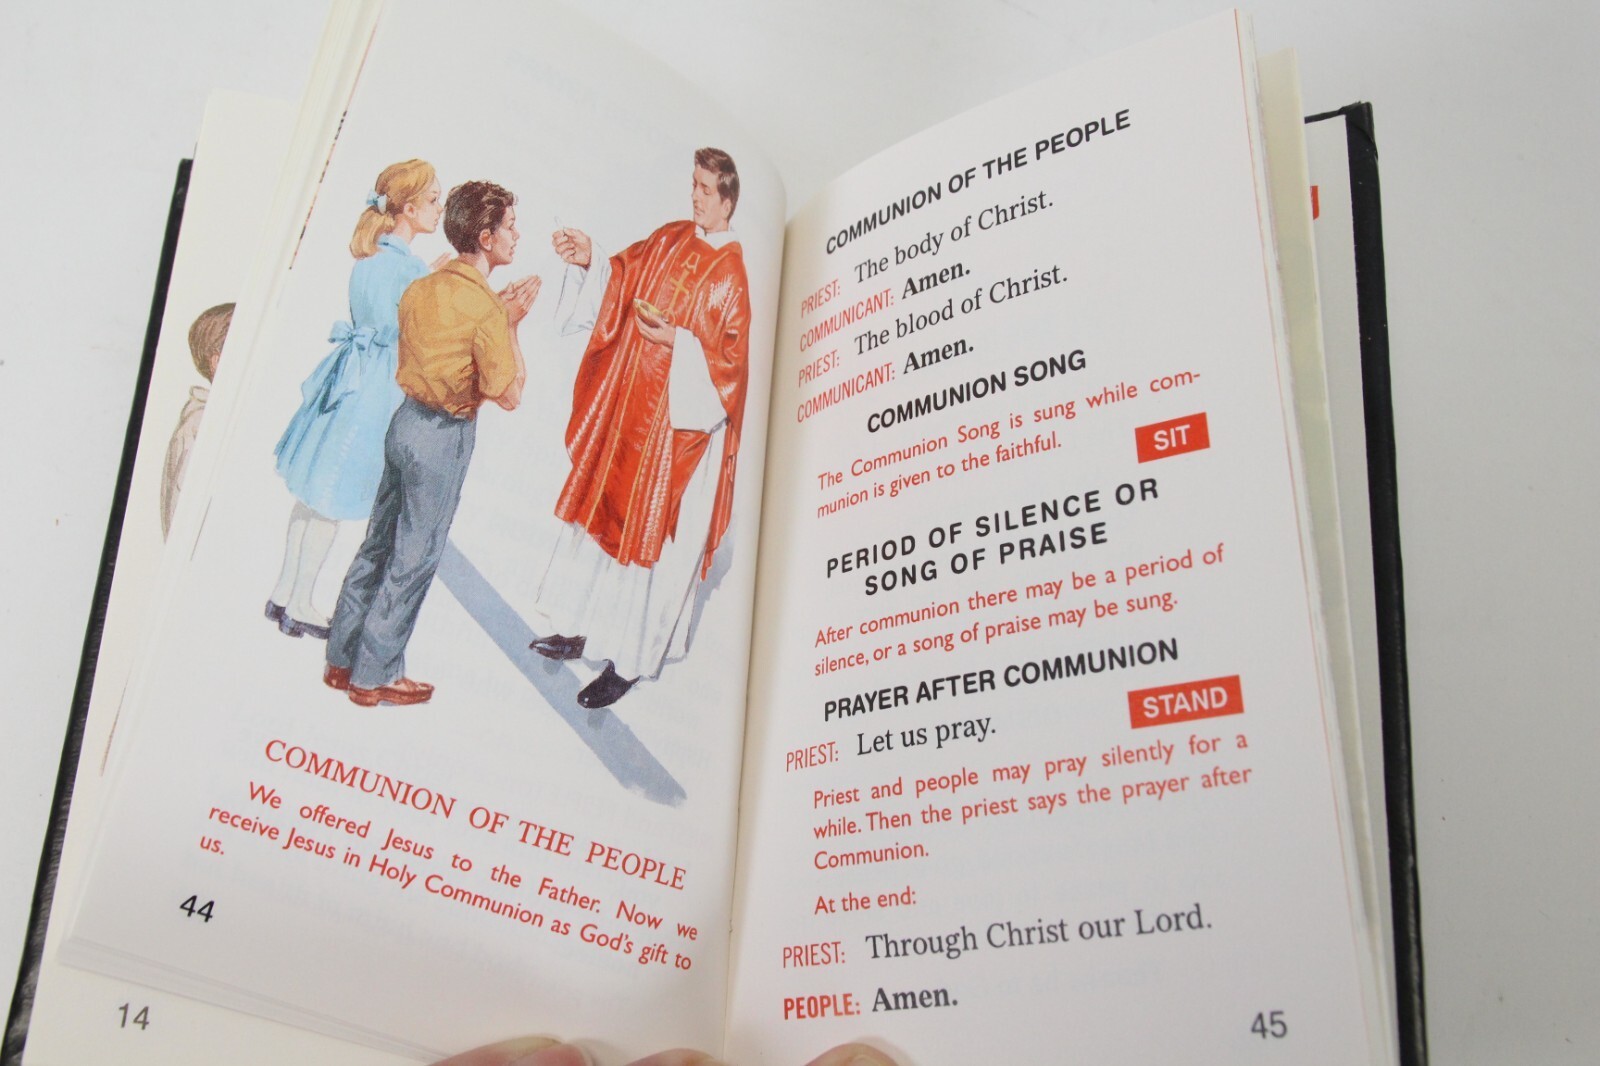 COMMUNION OF THE PEOPLE
We offered Jesus to the Father. Now we
receive Jesus in Holy Communion as God's gift to
us.
44
14
COMMUNION OF THE PEOPLE
PRIEST: The body of Christ.
COMMUNICANT: Amen.
PRIEST: The blood of Christ.
COMMUNICANT: Amen.
COMMUNION SONG
The Communion Song is sung while com-
munion is given to the faithful.
SIT
PERIOD OF SILENCE OR
SONG OF PRAISE
After communion there may be a period of
silence, or a song of praise may be sung.
PRAYER AFTER COMMUNION
STAND
PRIEST: Let us pray.
Priest and people may pray silently for a
while. Then the priest says the prayer after
Communion.
At the end:
PRIEST: Through Christ our Lord.
PEOPLE: Amen.
45